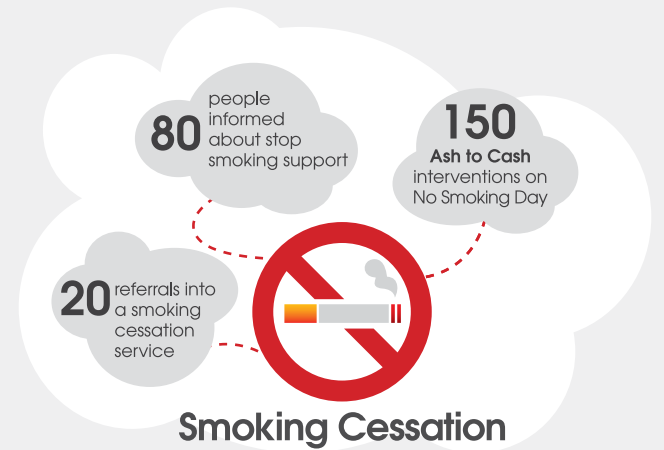 80
people
informed
about stop
smoking support
150
Ash to Cash
interventions on
No Smoking Day
20
referrals into
a smoking
cessation
service
Smoking Cessation